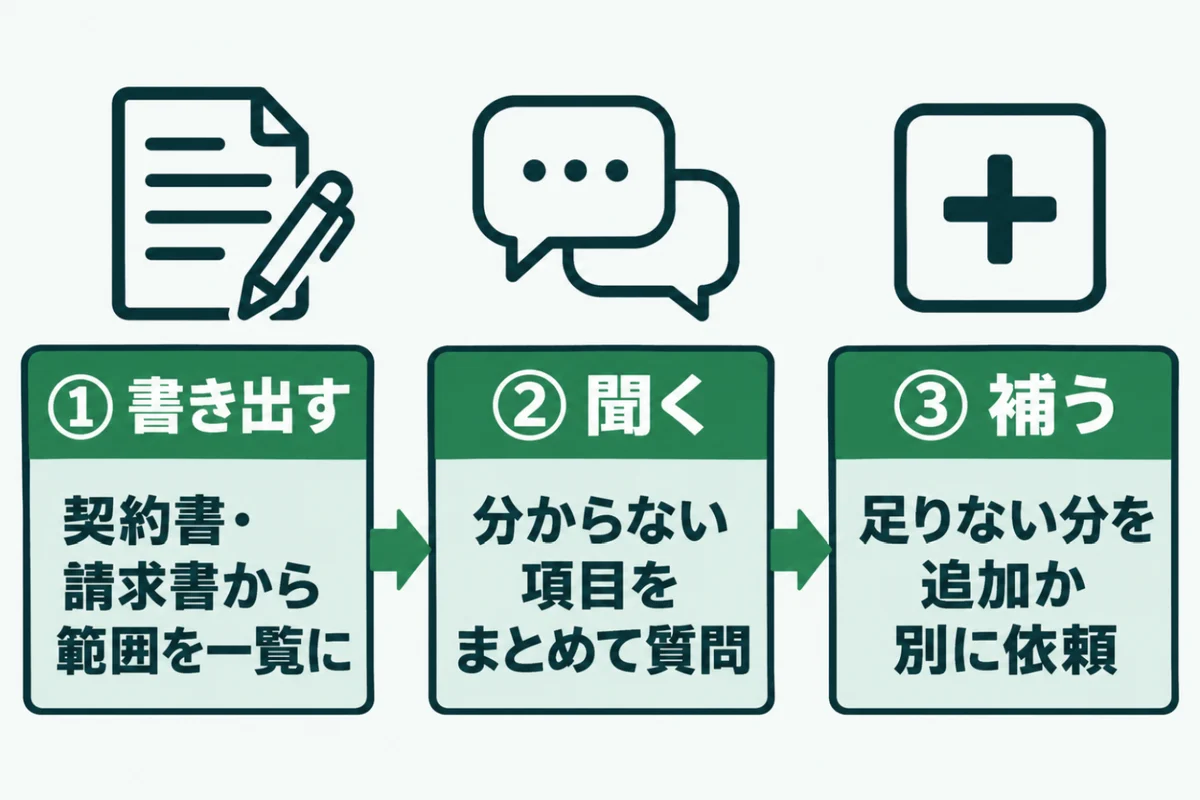 ① 書き出す
契約書・
請求書から
範囲を一覧に
② 聞く
分からない
項目を
まとめて質問
③ 補う
足りない分を
追加か
別に依頼